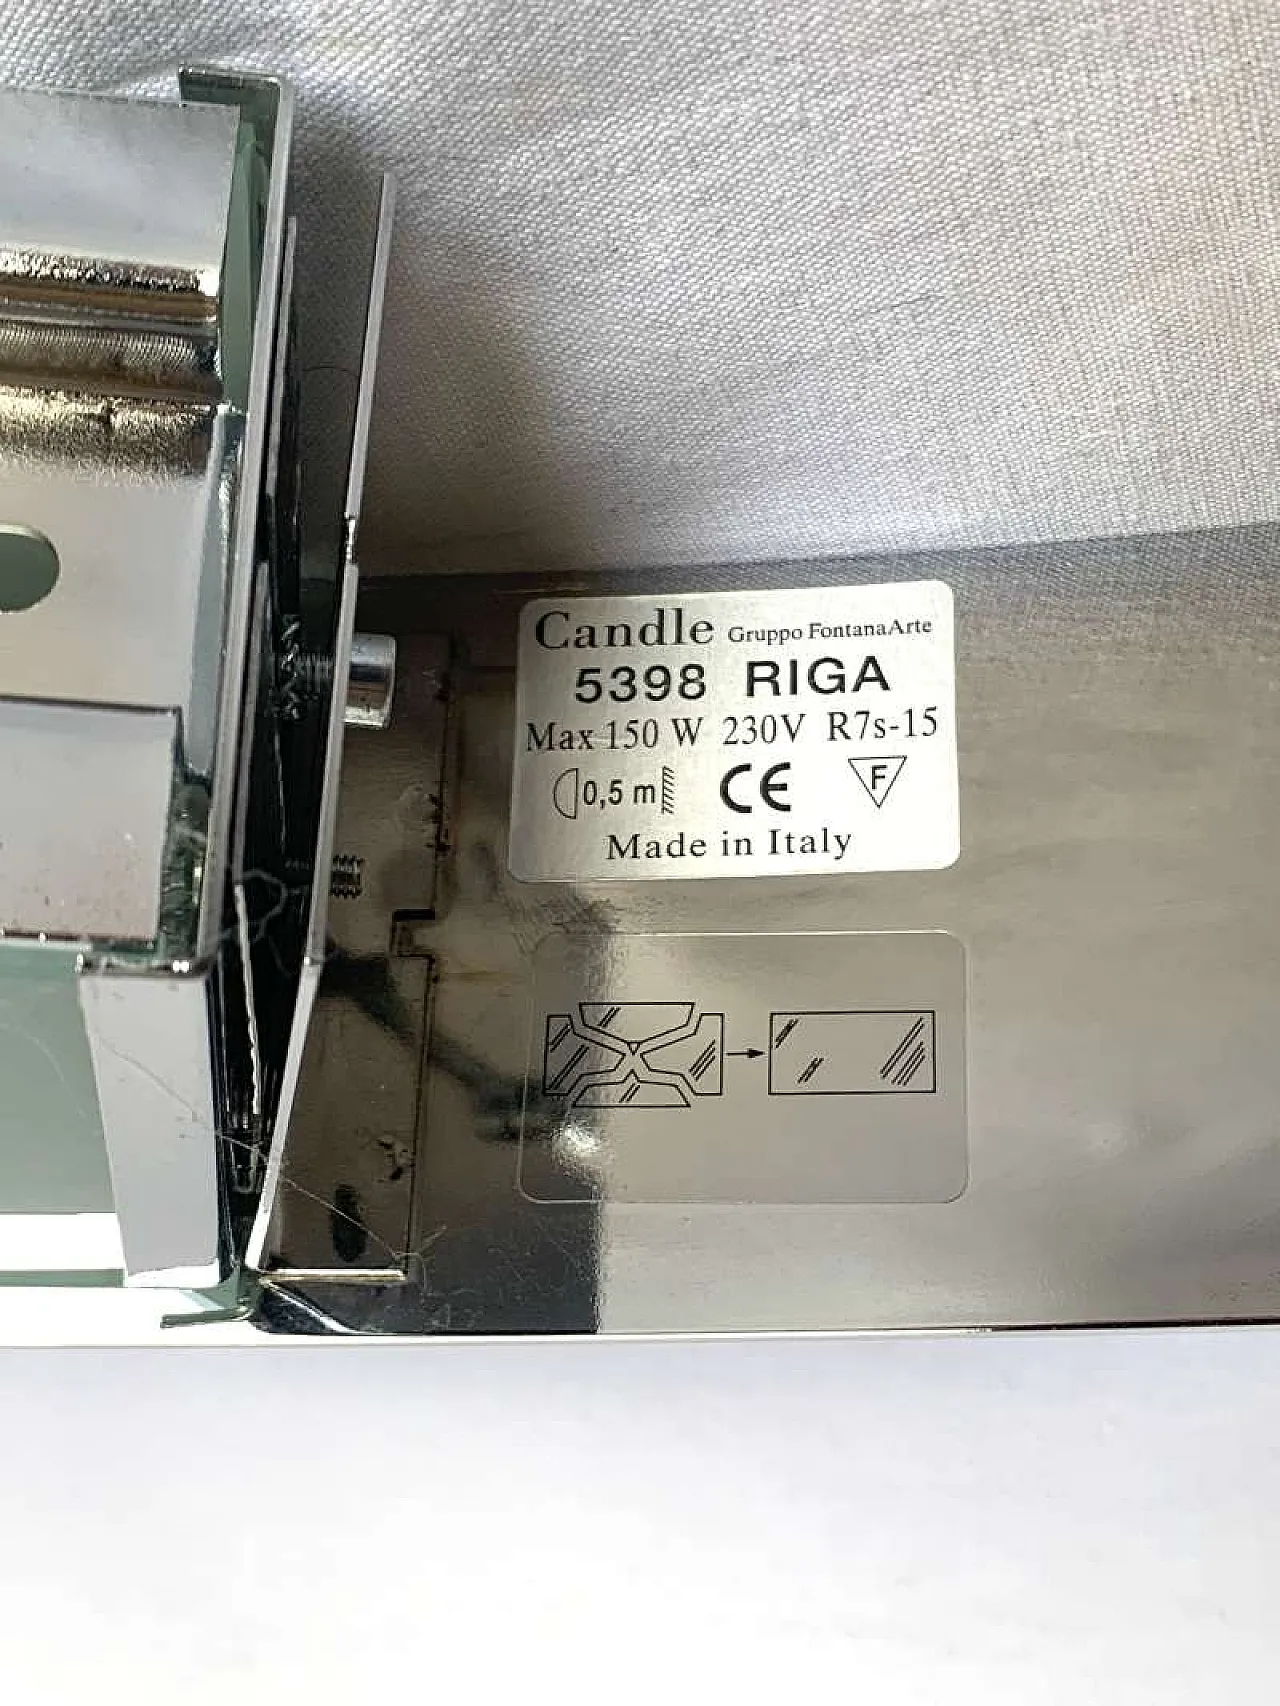 Candle Gruppo FontanaArte
5398 RIGA
Max 150 W 230V R7s-15
0,5 m CE F
Made in Italy